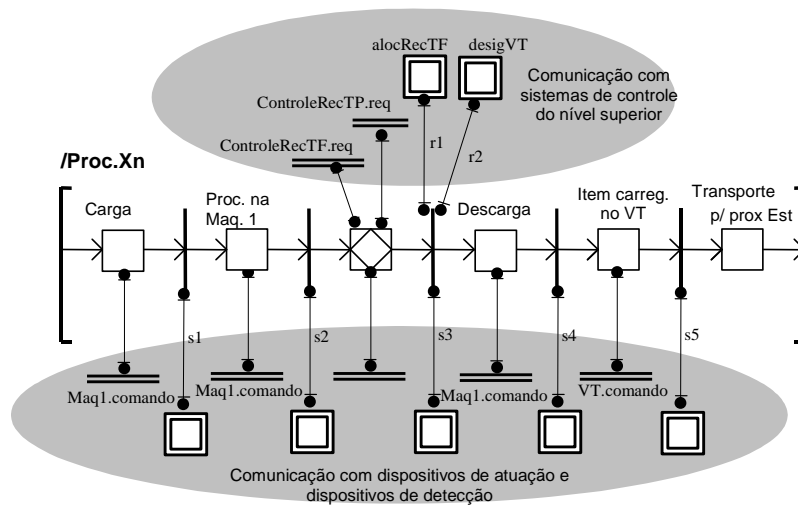 alocRecTF
desigVT
Comunicação com
sistemas de controle
do nível superior
ControleRecTP.req
ControleRecTF.req
r1
r2
/Proc.Xn
Carga
Proc. na
Maq. 1
Descarga
Item carreg.
no VT
Transporte
p/ prox Est
s1
s2
s3
s4
s5
Maq1.comando
Maq1.comando
Maq1.comando
VT.comando
Comunicação com dispositivos de atuação e
dispositivos de detecção